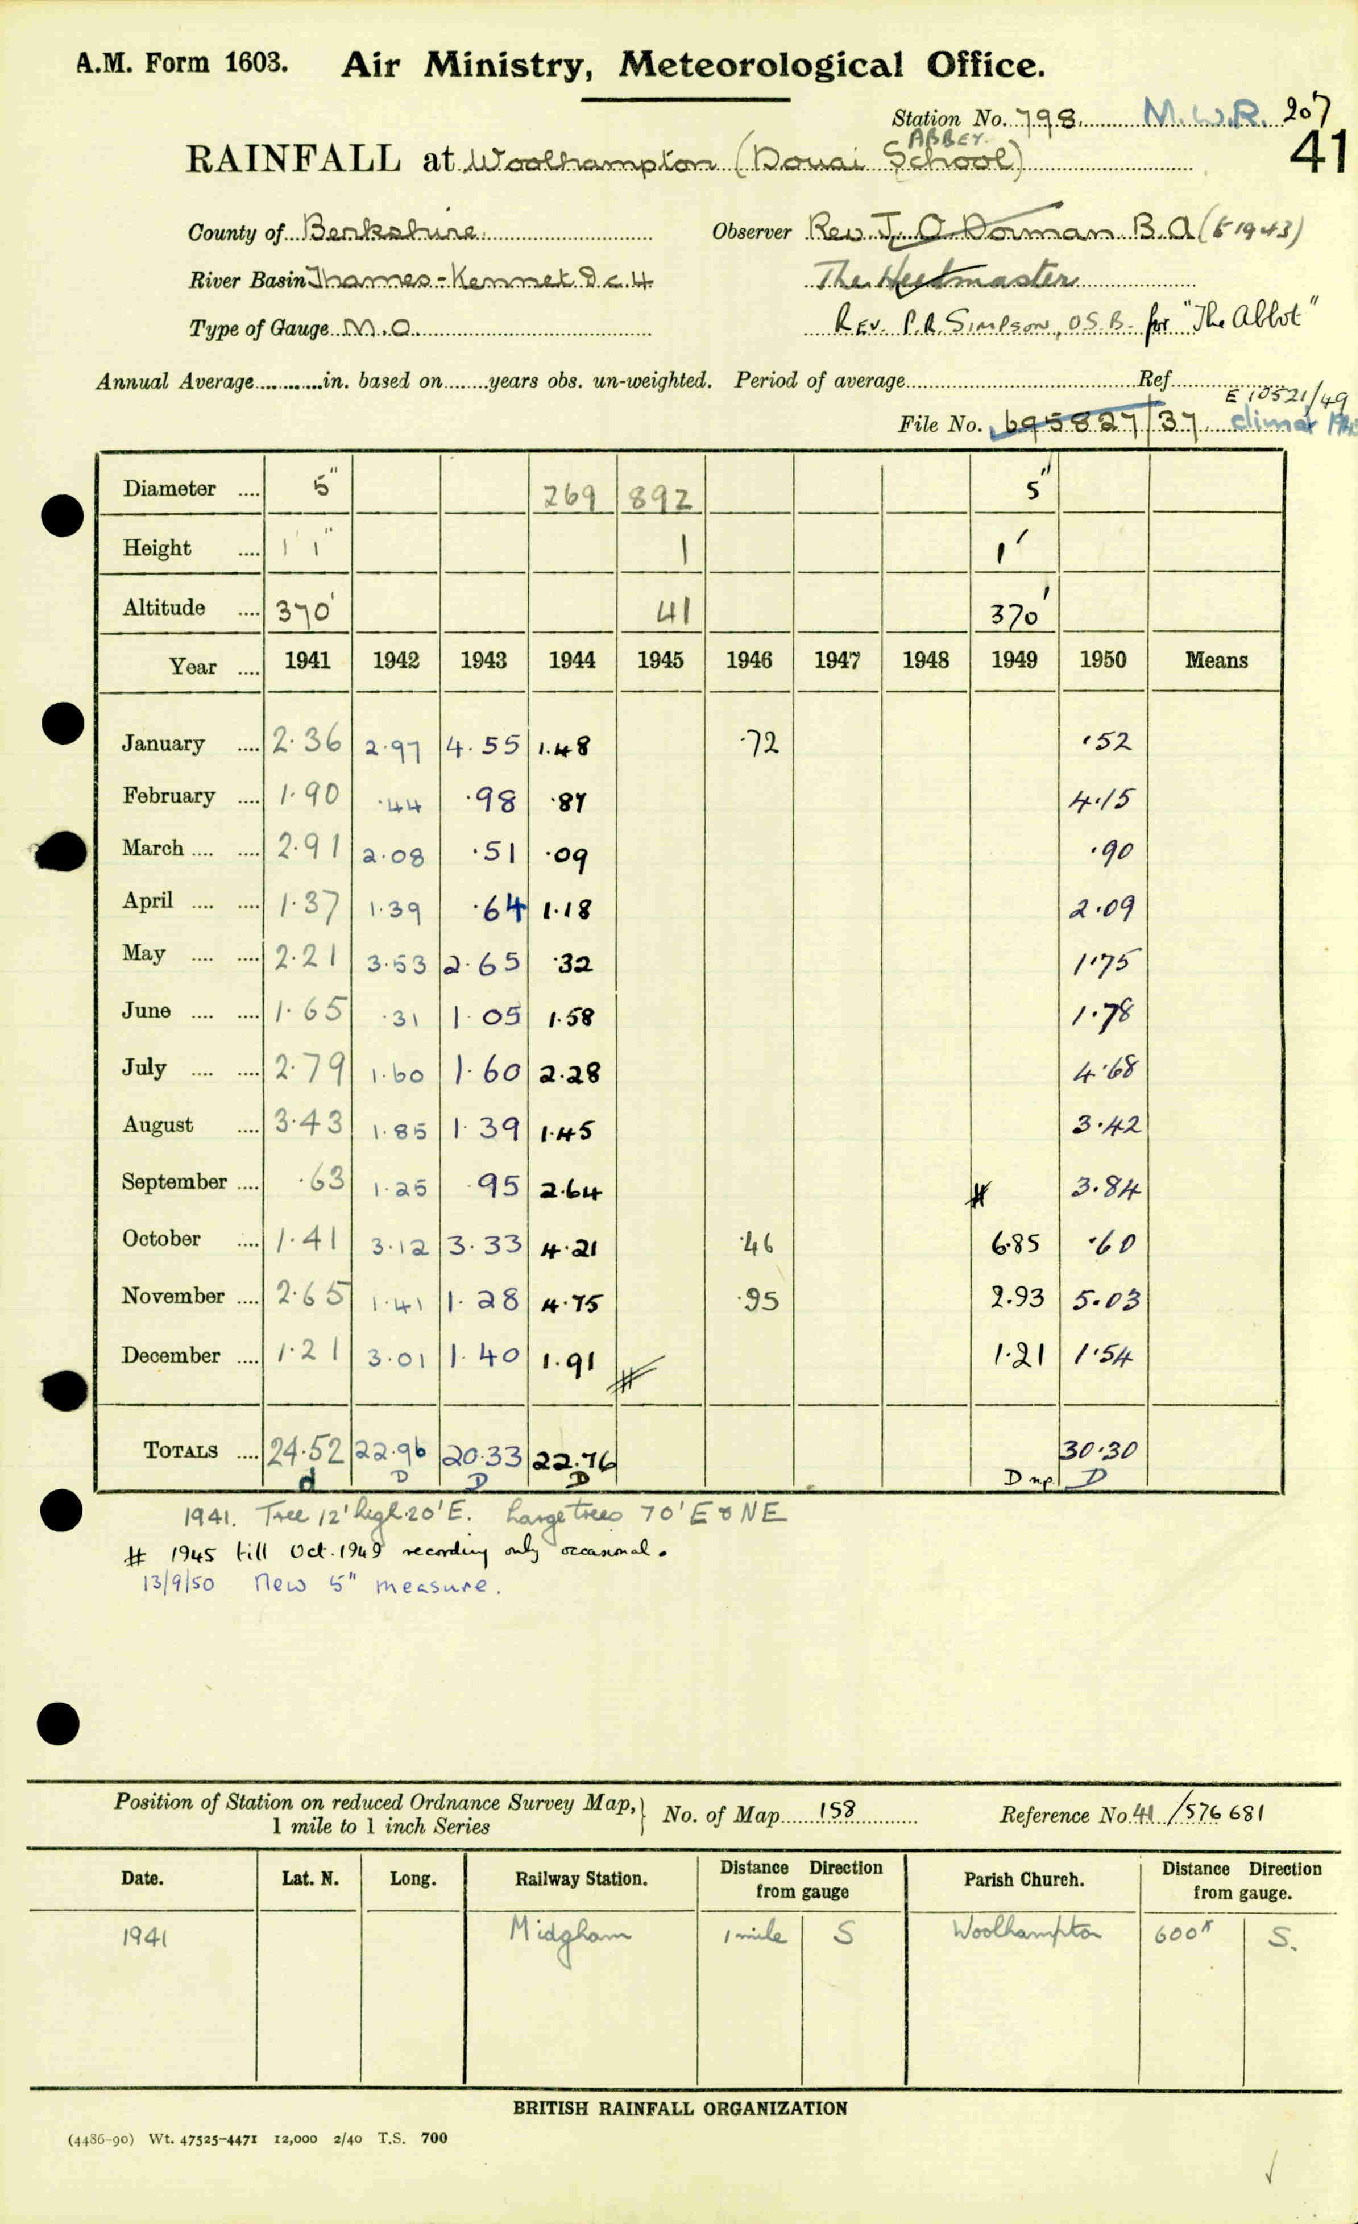 A.M. Form 1603. Air Ministry, Meteorological Office.
Station No. 798. M.W.R. 207
41
ABBEY.
RAINFALL at Woolhampton (Douai School)
County of Berkshire Observer Rev. J. O. Dorman B.A (E 1943)
River Basin Thames-Kennet D c.4 The Headmaster
Type of Gauge M.O. REV. P.R. SIMPSON, O.S.B. for "The Abbot"
Annual Average in. based on years obs. un-weighted. Period of average Ref.
E 10521/49
File No. 695827/37 climat
Diameter 5" 269 892 5"
Height 1' 1" 1 1'
Altitude 370' 41 370'
Year 1941 1942 1943 1944 1945 1946 1947 1948 1949 1950 Means
January 2.36 2.97 4.55 1.48 .72 .52
February 1.90 .44 .98 .87 4.15
March 2.91 2.08 .51 .09 .90
April 1.37 1.39 .64 1.18 2.09
May 2.21 3.53 2.65 .32 1.75
June 1.65 .31 1.05 1.58 1.78
July 2.79 1.60 1.60 2.28 4.68
August 3.43 1.85 1.39 1.45 3.42
September .63 1.25 .95 2.64 # 3.84
October 1.41 3.12 3.33 4.21 .46 6.85 .60
November 2.65 1.41 1.28 4.75 .95 2.93 5.03
December 1.21 3.01 1.40 1.91 # 1.21 1.54
TOTALS 24.52 22.96 20.33 22.76 30.30
d D D D D np. D
1941. Tree 12' high 20' E. Large trees 70' E & NE
# 1945 till Oct. 1949 recording only occasional.
13/9/50 New 5" measure.
Position of Station on reduced Ordnance Survey Map, 1 mile to 1 inch Series } No. of Map 158 Reference No. 41/576 681
Date. Lat. N. Long. Railway Station. Distance Direction from gauge Parish Church. Distance Direction from gauge.
1941 Midgham 1 mile S Woolhampton 600x S.
BRITISH RAINFALL ORGANIZATION
(4486-90) Wt. 47525-4471 12,000 2/40 T.S. 700